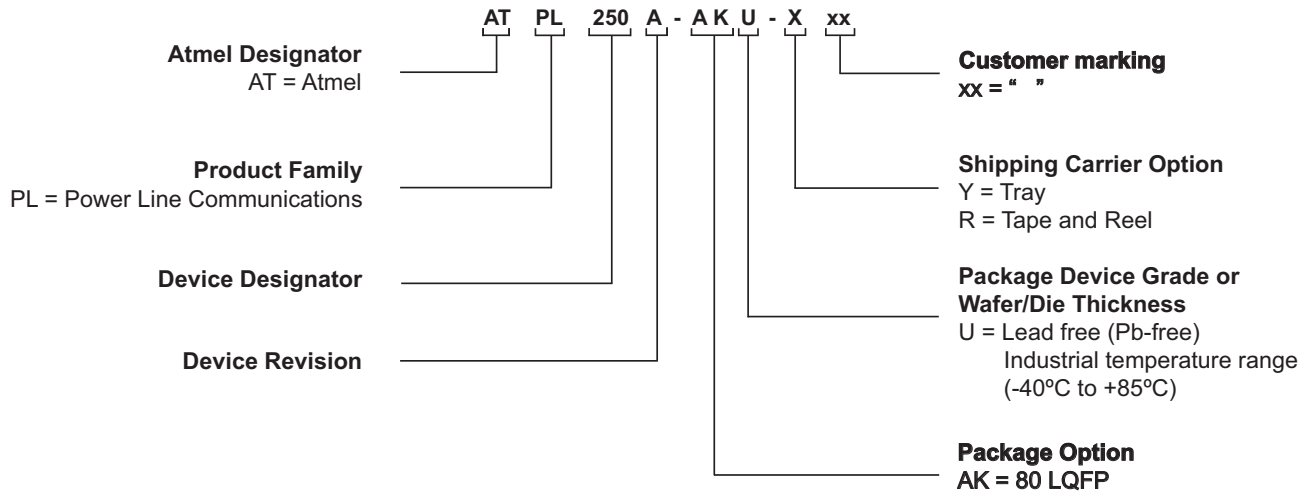 AT PL 250 A - A K U - X xx
Atmel Designator
AT = Atmel
Product Family
PL = Power Line Communications
Device Designator
Device Revision
Customer marking
xx = “ ”
Shipping Carrier Option
Y = Tray
R = Tape and Reel
Package Device Grade or
Wafer/Die Thickness
U = Lead free (Pb-free)
Industrial temperature range
(-40ºC to +85ºC)
Package Option
AK = 80 LQFP